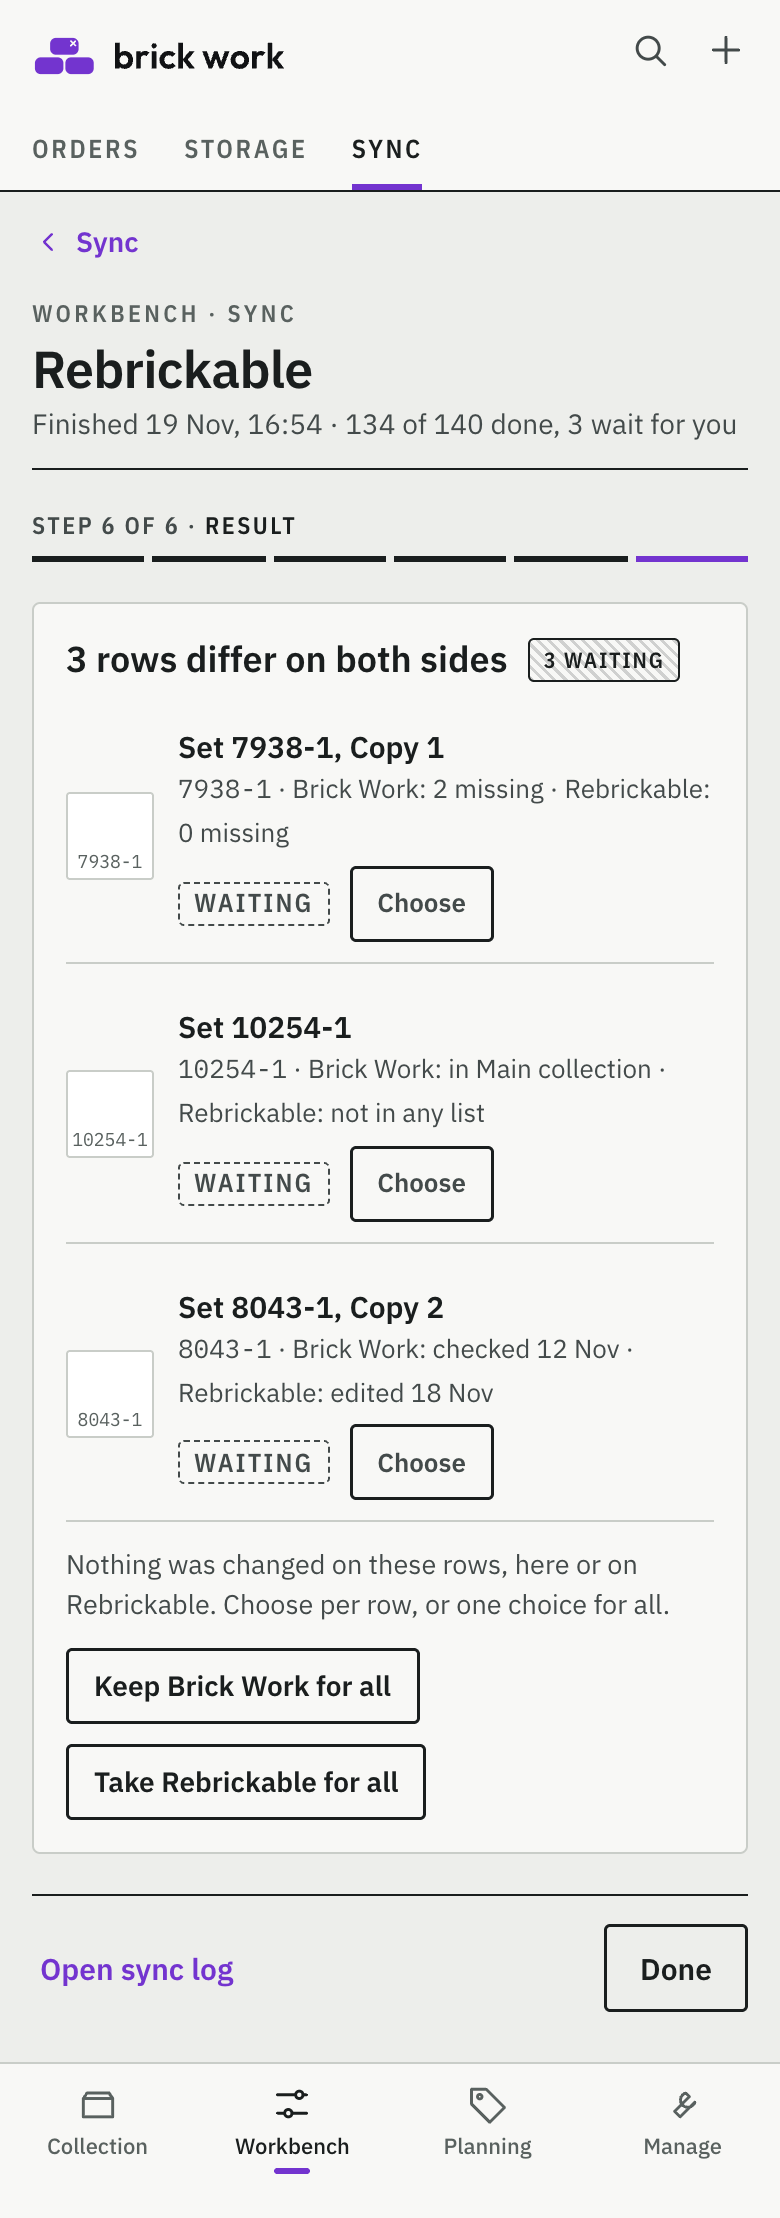 brick work
ORDERS STORAGE SYNC
Sync
WORKBENCH · SYNC
Rebrickable
Finished 19 Nov, 16:54 · 134 of 140 done, 3 wait for you
STEP 6 OF 6 · RESULT
3 rows differ on both sides 3 WAITING
Set 7938-1, Copy 1
7938-1 · Brick Work: 2 missing · Rebrickable:
0 missing
7938-1
WAITING Choose
Set 10254-1
10254-1 · Brick Work: in Main collection ·
Rebrickable: not in any list
10254-1
WAITING Choose
Set 8043-1, Copy 2
8043-1 · Brick Work: checked 12 Nov ·
Rebrickable: edited 18 Nov
8043-1
WAITING Choose
Nothing was changed on these rows, here or on
Rebrickable. Choose per row, or one choice for all.
Keep Brick Work for all
Take Rebrickable for all
Open sync log Done
Collection Workbench Planning Manage